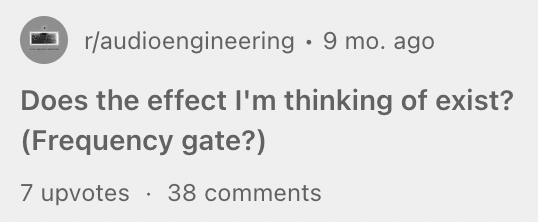 r/audioengineering • 9 mo. ago
Does the effect I'm thinking of exist?
(Frequency gate?)
7 upvotes · 38 comments